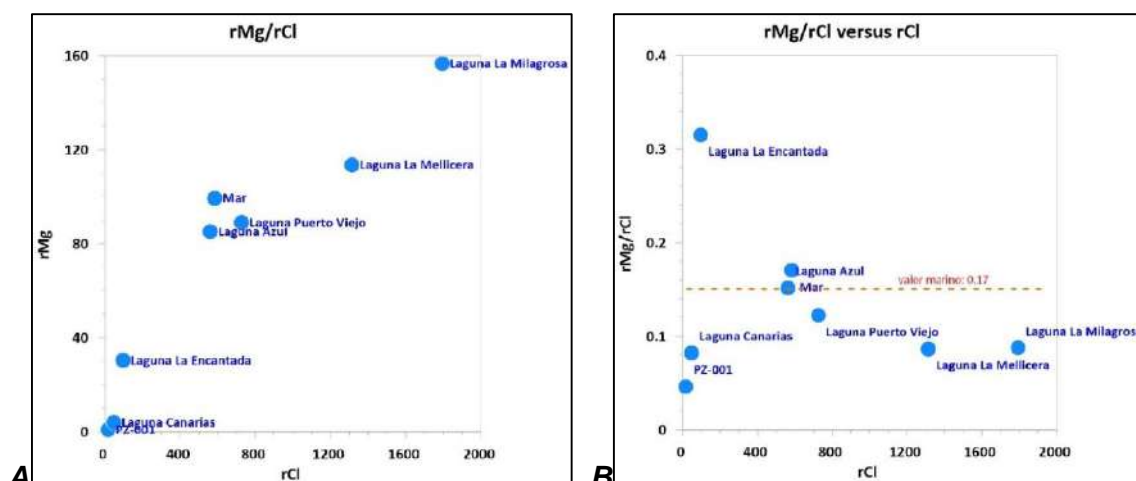 rMg/rCl
160
120
80
40
0
rMg
Laguna La Milagrosa
Laguna La Mellicera
Mar
Laguna Puerto Viejo
Laguna Azul
Laguna La Encantada
Laguna Canarias
PZ-001
0 400 800 1200 1600 2000
rCl
A
rMg/rCl versus rCl
0.4
0.3
0.2
0.1
0
rMg/rCl
Laguna La Encantada
Laguna Azul
valor marino: 0.17
Mar
Laguna Puerto Viejo
Laguna La Milagros
Laguna Canarias
Laguna La Mellicera
PZ-001
0 400 800 1200 1600 2000
rCl
B